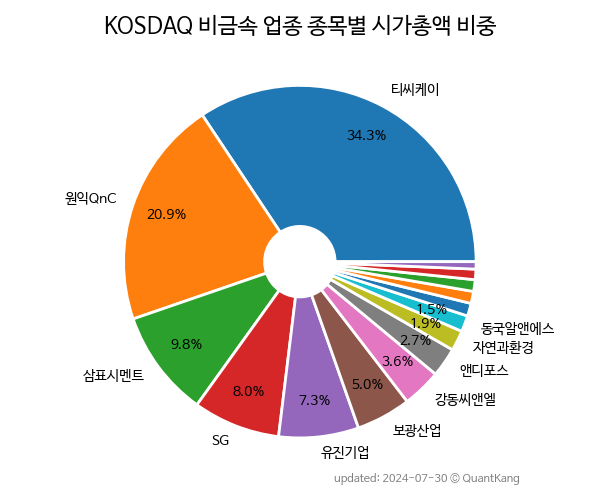 KOSDAQ 비금속 업종 종목별 시가총액 비중
티씨케이
34.3%
원익QnC
20.9%
삼표시멘트
9.8%
SG
8.0%
유진기업
7.3%
보광산업
5.0%
강동씨앤엘
3.6%
앤디포스
2.7%
자연과환경
1.9%
동국알앤에스
1.5%
updated: 2024-07-30 © QuantKang